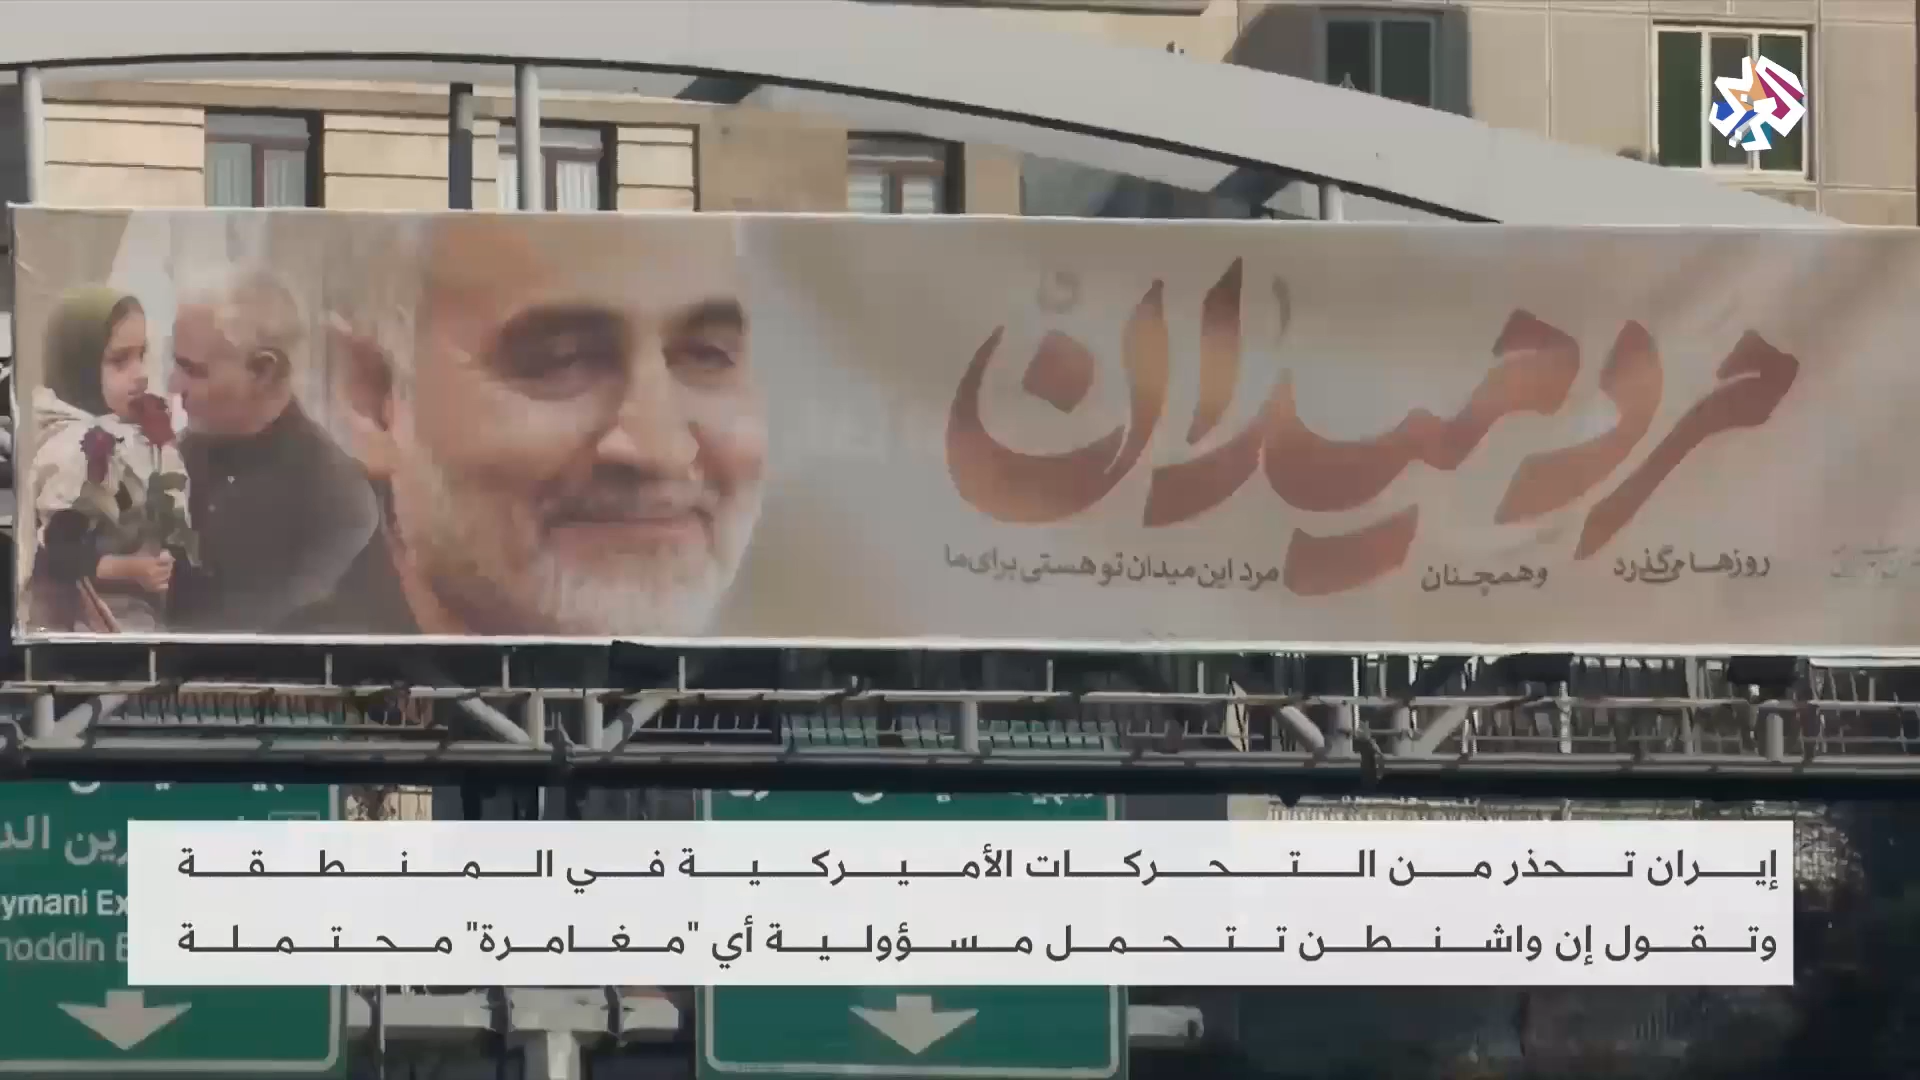 العربي
مرد میدان
روزها می‌گذرد
وهمچنان
مرد این میدان تو هستی برای ما
إيران تحذر من التحركات الأميركية في المنطقة
وتقول إن واشنطن تتحمل مسؤولية أي "مغامرة" محتملة